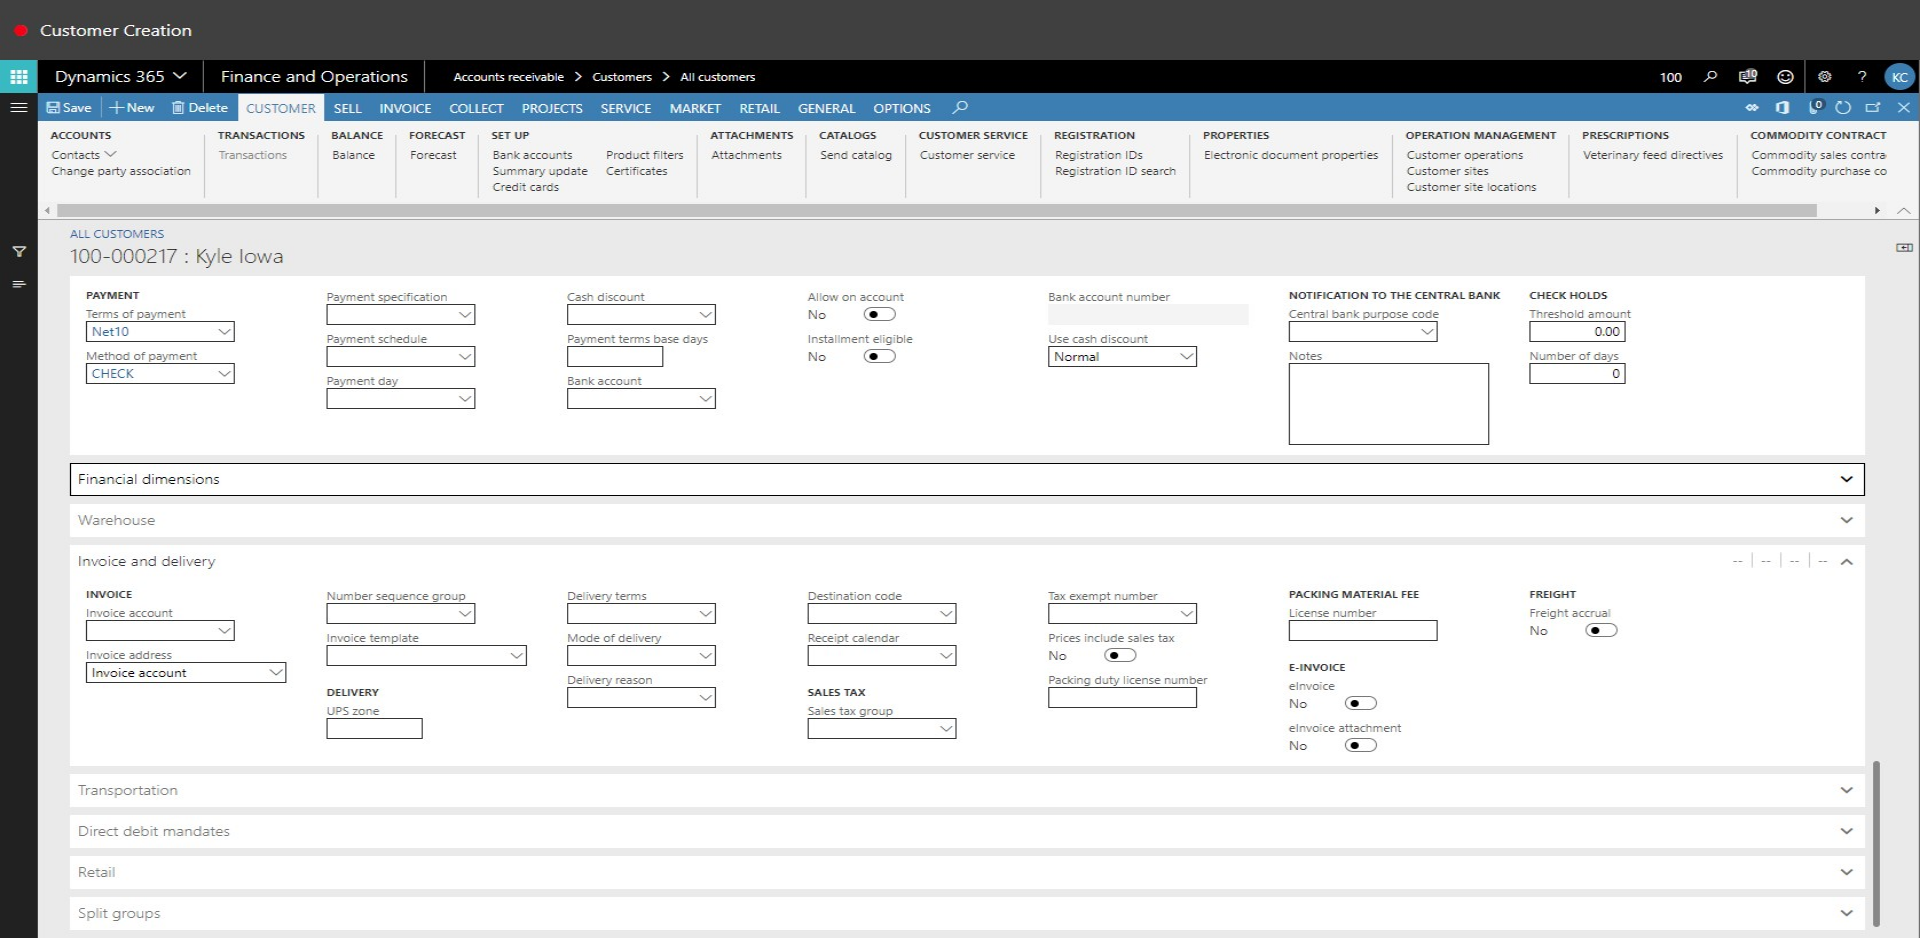 Customer Creation
Dynamics 365
Finance and Operations
Accounts receivable > Customers > All customers
100
10
?
KC
Save
New
Delete
CUSTOMER
SELL
INVOICE
COLLECT
PROJECTS
SERVICE
MARKET
RETAIL
GENERAL
OPTIONS
0
ACCOUNTS
Contacts
Change party association
TRANSACTIONS
Transactions
BALANCE
Balance
FORECAST
Forecast
SET UP
Bank accounts
Summary update
Credit cards
Product filters
Certificates
ATTACHMENTS
Attachments
CATALOGS
Send catalog
CUSTOMER SERVICE
Customer service
REGISTRATION
Registration IDs
Registration ID search
PROPERTIES
Electronic document properties
OPERATION MANAGEMENT
Customer operations
Customer sites
Customer site locations
PRESCRIPTIONS
Veterinary feed directives
COMMODITY CONTRACT
Commodity sales contra
Commodity purchase co
ALL CUSTOMERS
100-000217 : Kyle Iowa
PAYMENT
Terms of payment
Net10
Method of payment
CHECK
Payment specification
Payment schedule
Payment day
Cash discount
Payment terms base days
Bank account
Allow on account
No
Installment eligible
No
Bank account number
Use cash discount
Normal
NOTIFICATION TO THE CENTRAL BANK
Central bank purpose code
Notes
CHECK HOLDS
Threshold amount
0.00
Number of days
0
Financial dimensions
Warehouse
Invoice and delivery
-- | -- | -- | --
INVOICE
Invoice account
Invoice address
Invoice account
Number sequence group
Invoice template
DELIVERY
UPS zone
Delivery terms
Mode of delivery
Delivery reason
Destination code
Receipt calendar
SALES TAX
Sales tax group
Tax exempt number
Prices include sales tax
No
Packing duty license number
PACKING MATERIAL FEE
License number
E-INVOICE
eInvoice
No
eInvoice attachment
No
FREIGHT
Freight accrual
No
Transportation
Direct debit mandates
Retail
Split groups